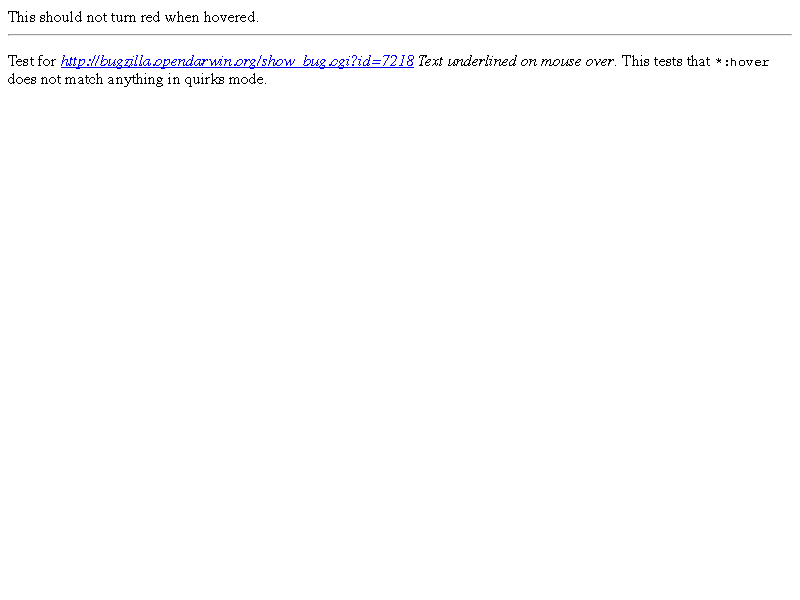 This should not turn red when hovered.
Test for http://bugzilla.opendarwin.org/show_bug.cgi?id=7218 Text underlined on mouse over. This tests that *:hover
does not match anything in quirks mode.